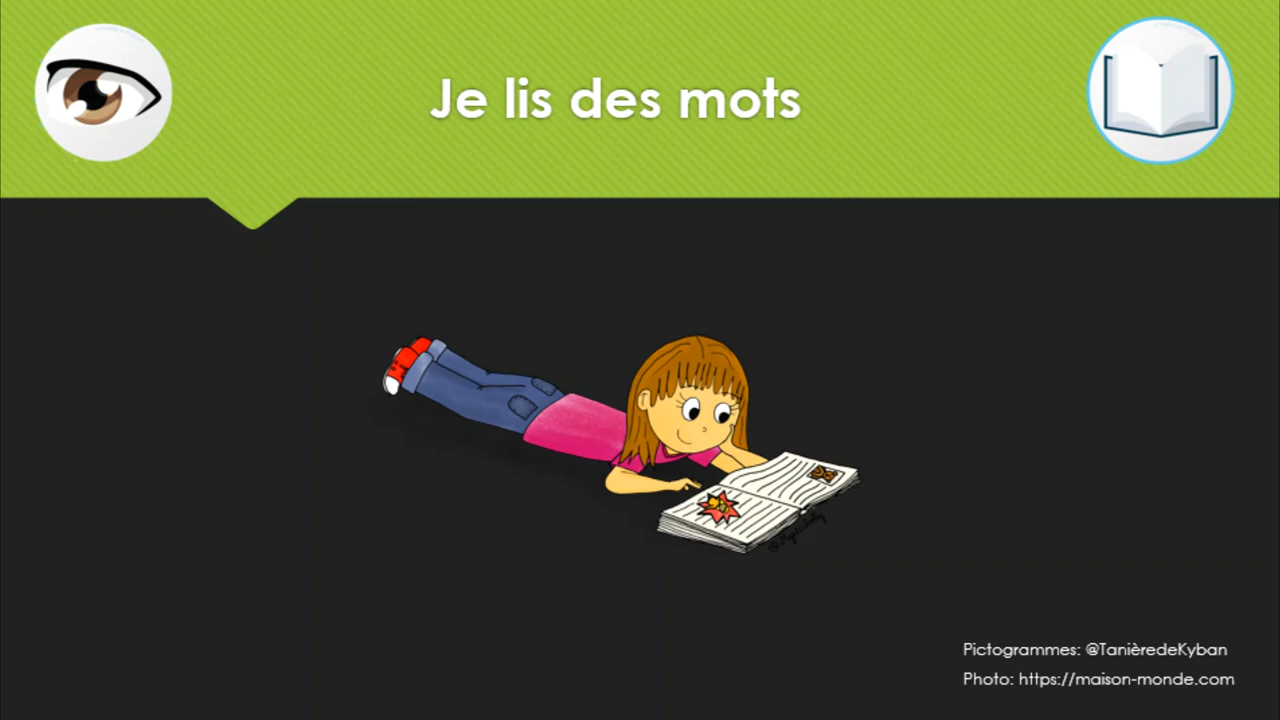 Je lis des mots
Pictogrammes: @TanièredeKyban
Photo: https://maison-monde.com